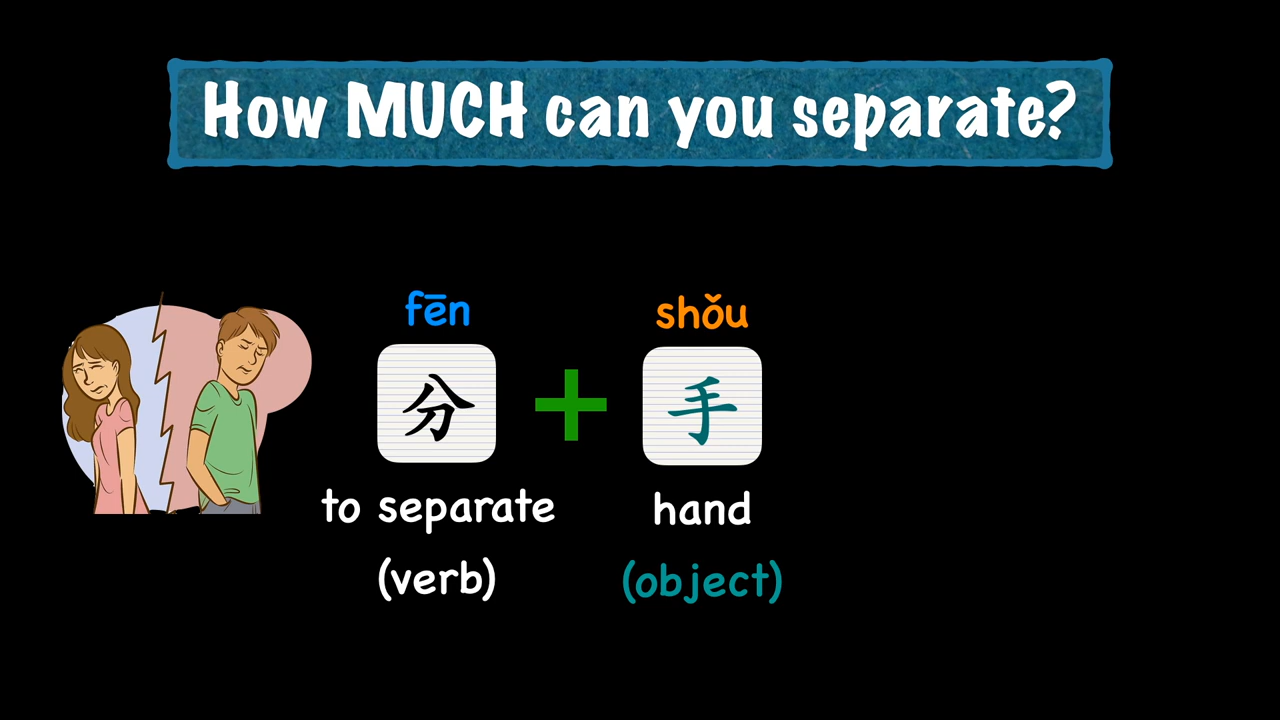 How MUCH can you separate?
fēn shǒu
分 + 手
to separate hand
(verb) (object)